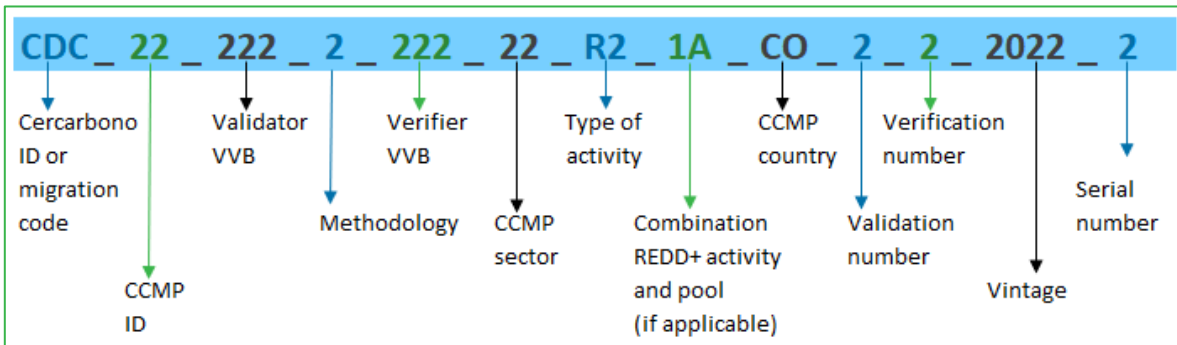 CDC_22_222_2_222_22_R2_1A_CO_2_2_2022_2
Cercarbono
ID or
migration
code
CCMP
ID
Validator
VVB
Methodology
Verifier
VVB
CCMP
sector
Type of
activity
Combination
REDD+ activity
and pool
(if applicable)
CCMP
country
Validation
number
Verification
number
Vintage
Serial
number